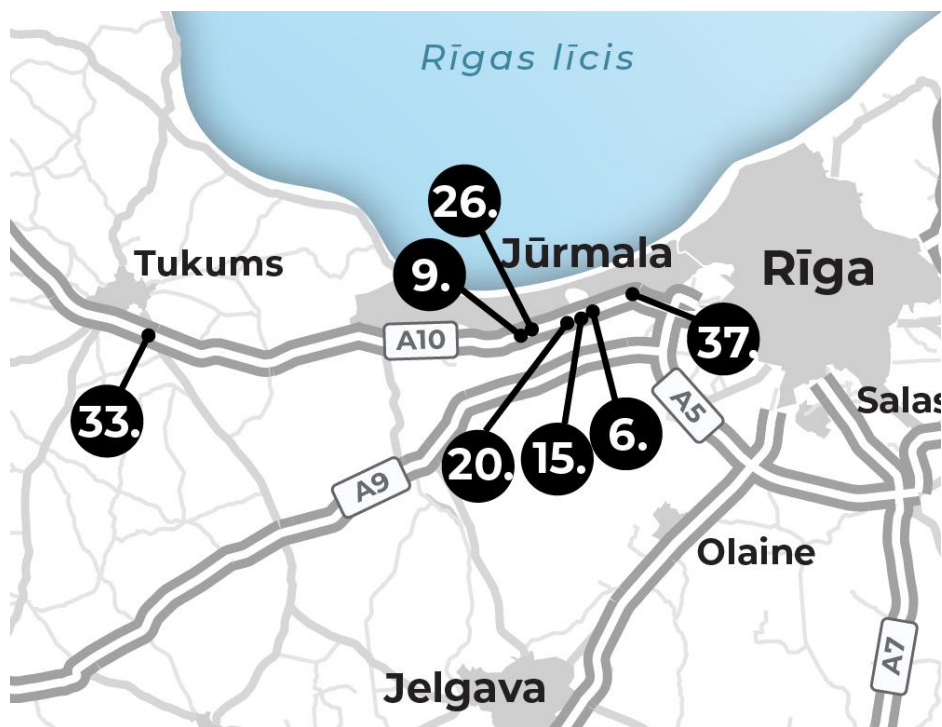 Rīgas līcis
26.
Jūrmala
Tukums
9.
Rīga
A10
37.
33.
20.
15.
6.
A5
Salas
A9
Olaine
Jelgava
A7